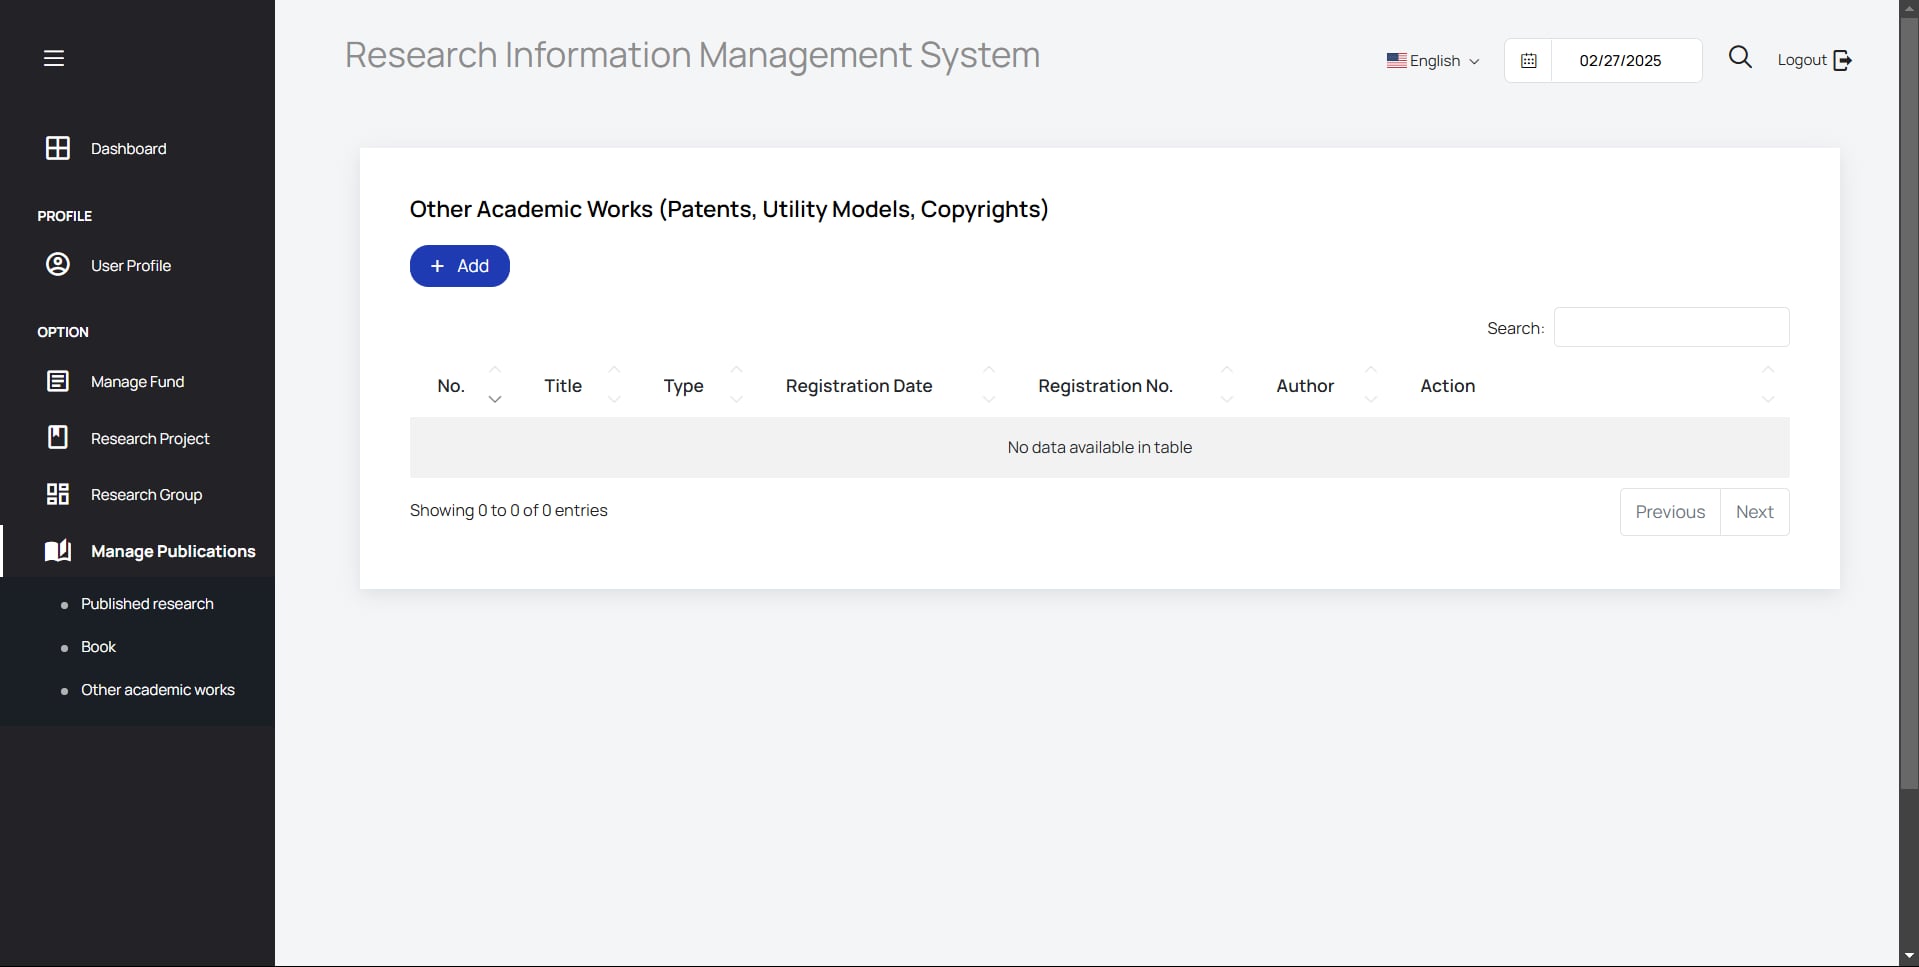 Research Information Management System
English
02/27/2025
Logout
Dashboard
PROFILE
User Profile
OPTION
Manage Fund
Research Project
Research Group
Manage Publications
Published research
Book
Other academic works
Other Academic Works (Patents, Utility Models, Copyrights)
+ Add
Search:
No. Title Type Registration Date Registration No. Author Action
No data available in table
Showing 0 to 0 of 0 entries
Previous Next